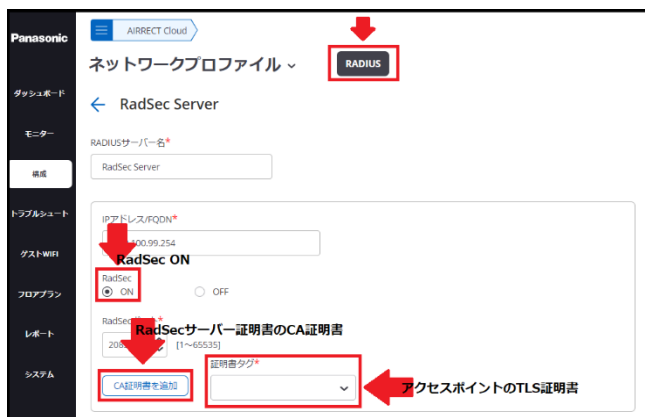 Panasonic
AIRRECT Cloud
ネットワークプロファイル
RADIUS
ダッシュボード
RadSec Server
モニター
RADIUSサーバー名*
RadSec Server
構成
トラブルシュート
IPアドレス/FQDN*
100.99.254
ゲストWIFI
RadSec ON
RadSec
ON
OFF
フロアプラン
RadSec *
RadSecサーバー証明書のCA証明書
[1~65535]
レポート
証明書タグ*
システム
CA証明書を追加
アクセスポイントのTLS証明書